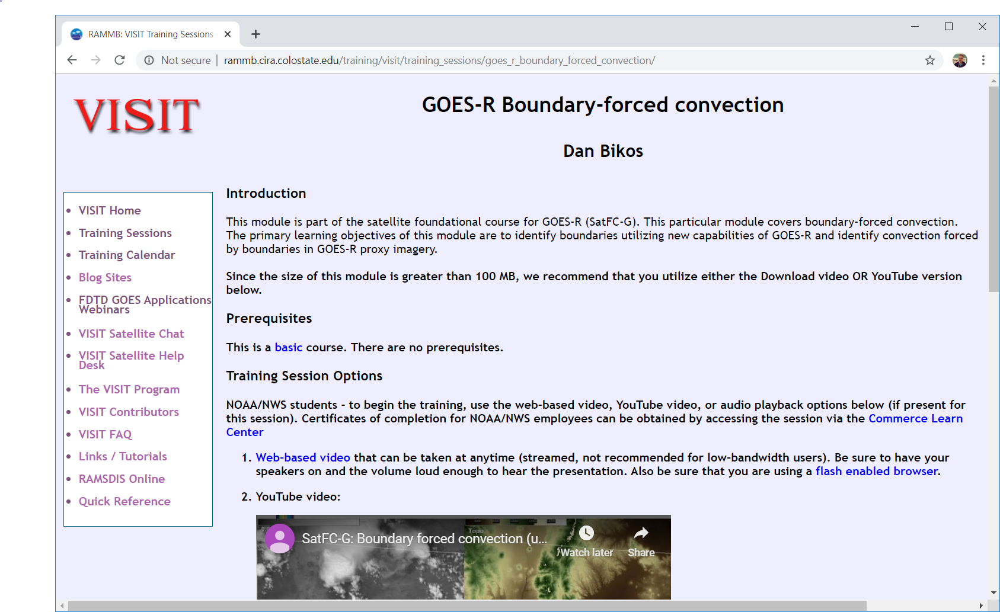 RAMMB: VISIT Training Sessions
Not secure | rammb.cira.colostate.edu/training/visit/training_sessions/goes_r_boundary_forced_convection/
VISIT
GOES-R Boundary-forced convection
Dan Bikos
VISIT Home
Training Sessions
Training Calendar
Blog Sites
FDTD GOES Applications
Webinars
VISIT Satellite Chat
VISIT Satellite Help
Desk
The VISIT Program
VISIT Contributors
VISIT FAQ
Links / Tutorials
RAMSDIS Online
Quick Reference
Introduction
This module is part of the satellite foundational course for GOES-R (SatFC-G). This particular module covers boundary-forced convection.
The primary learning objectives of this module are to identify boundaries utilizing new capabilities of GOES-R and identify convection forced
by boundaries in GOES-R proxy imagery.
Since the size of this module is greater than 100 MB, we recommend that you utilize either the Download video OR YouTube version
below.
Prerequisites
This is a basic course. There are no prerequisites.
Training Session Options
NOAA/NWS students - to begin the training, use the web-based video, YouTube video, or audio playback options below (if present for
this session). Certificates of completion for NOAA/NWS employees can be obtained by accessing the session via the Commerce Learn
Center
1. Web-based video that can be taken at anytime (streamed, not recommended for low-bandwidth users). Be sure to have your
speakers on and the volume loud enough to hear the presentation. Also be sure that you are using a flash enabled browser.
2. YouTube video:
Topo
SatFC-G: Boundary forced convection (u...
Watch later
Share